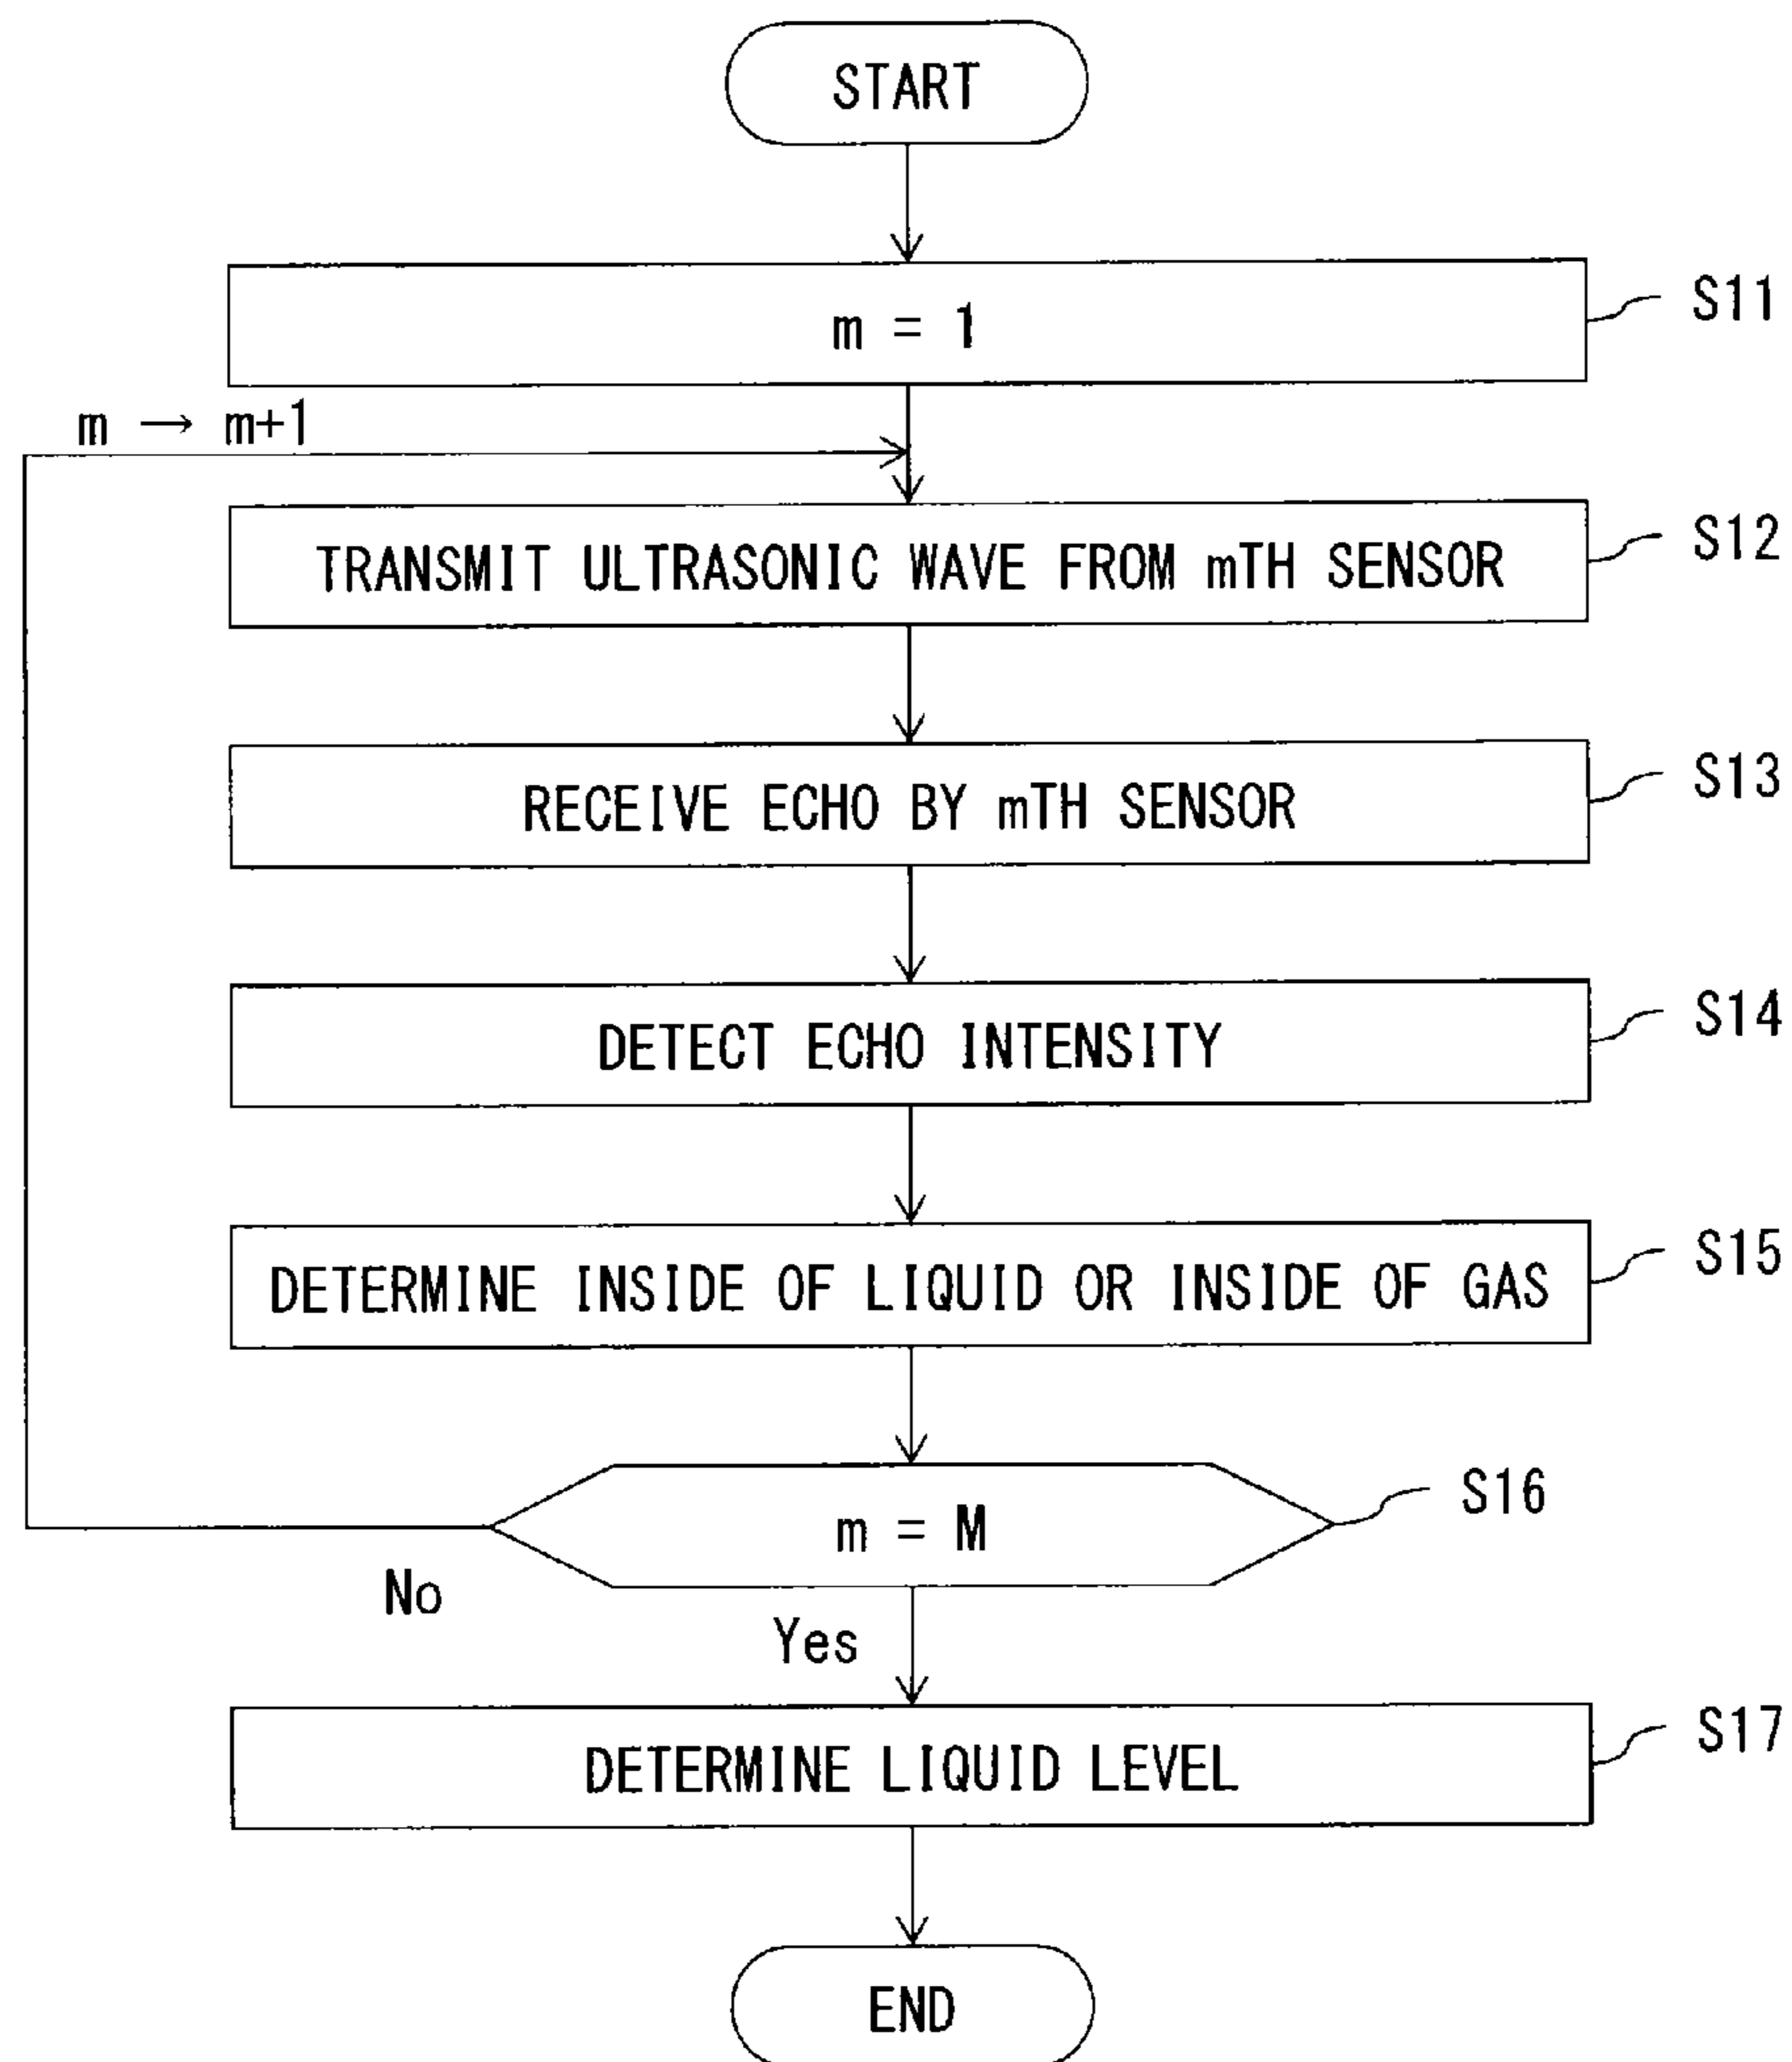 START
m = 1
S11
m → m+1
TRANSMIT ULTRASONIC WAVE FROM mTH SENSOR
S12
RECEIVE ECHO BY mTH SENSOR
S13
DETECT ECHO INTENSITY
S14
DETERMINE INSIDE OF LIQUID OR INSIDE OF GAS
S15
m = M
S16
No
Yes
DETERMINE LIQUID LEVEL
S17
END